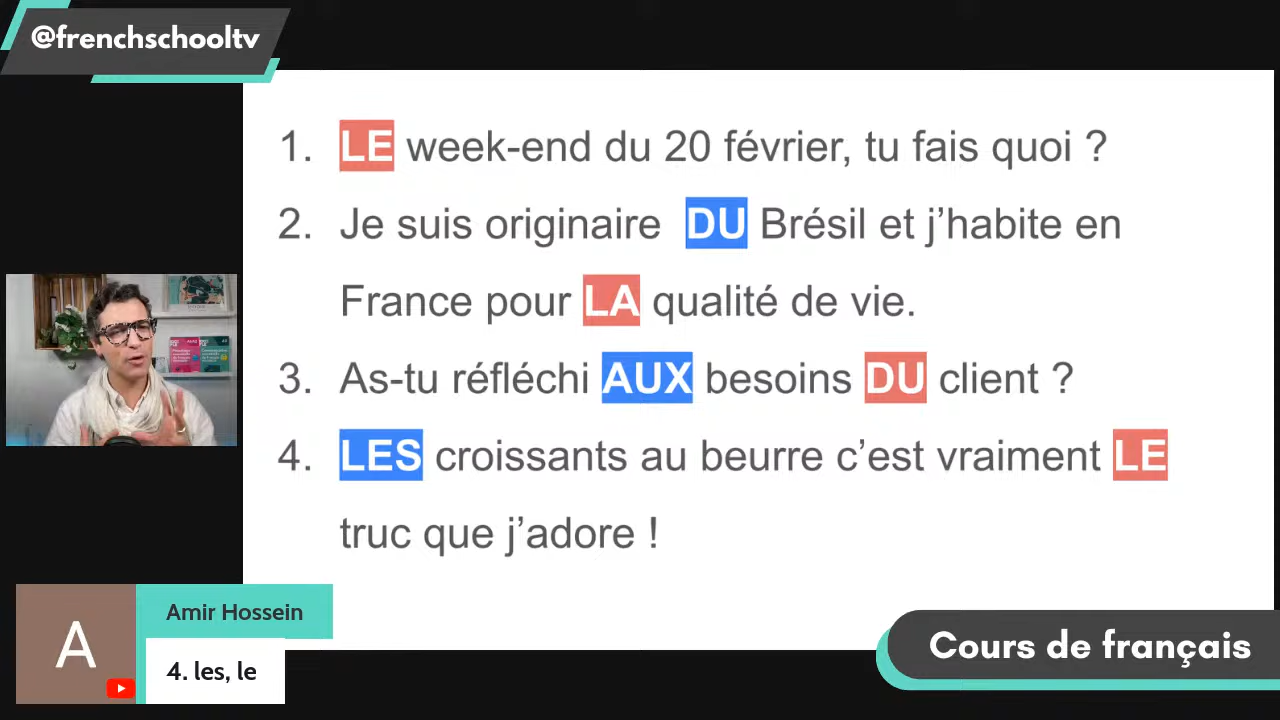 @frenchschooltv
1. LE week-end du 20 février, tu fais quoi ?
2. Je suis originaire DU Brésil et j’habite en
France pour LA qualité de vie.
3. As-tu réfléchi AUX besoins DU client ?
4. LES croissants au beurre c’est vraiment LE
truc que j’adore !
A
Amir Hossein
4. les, le
Cours de français